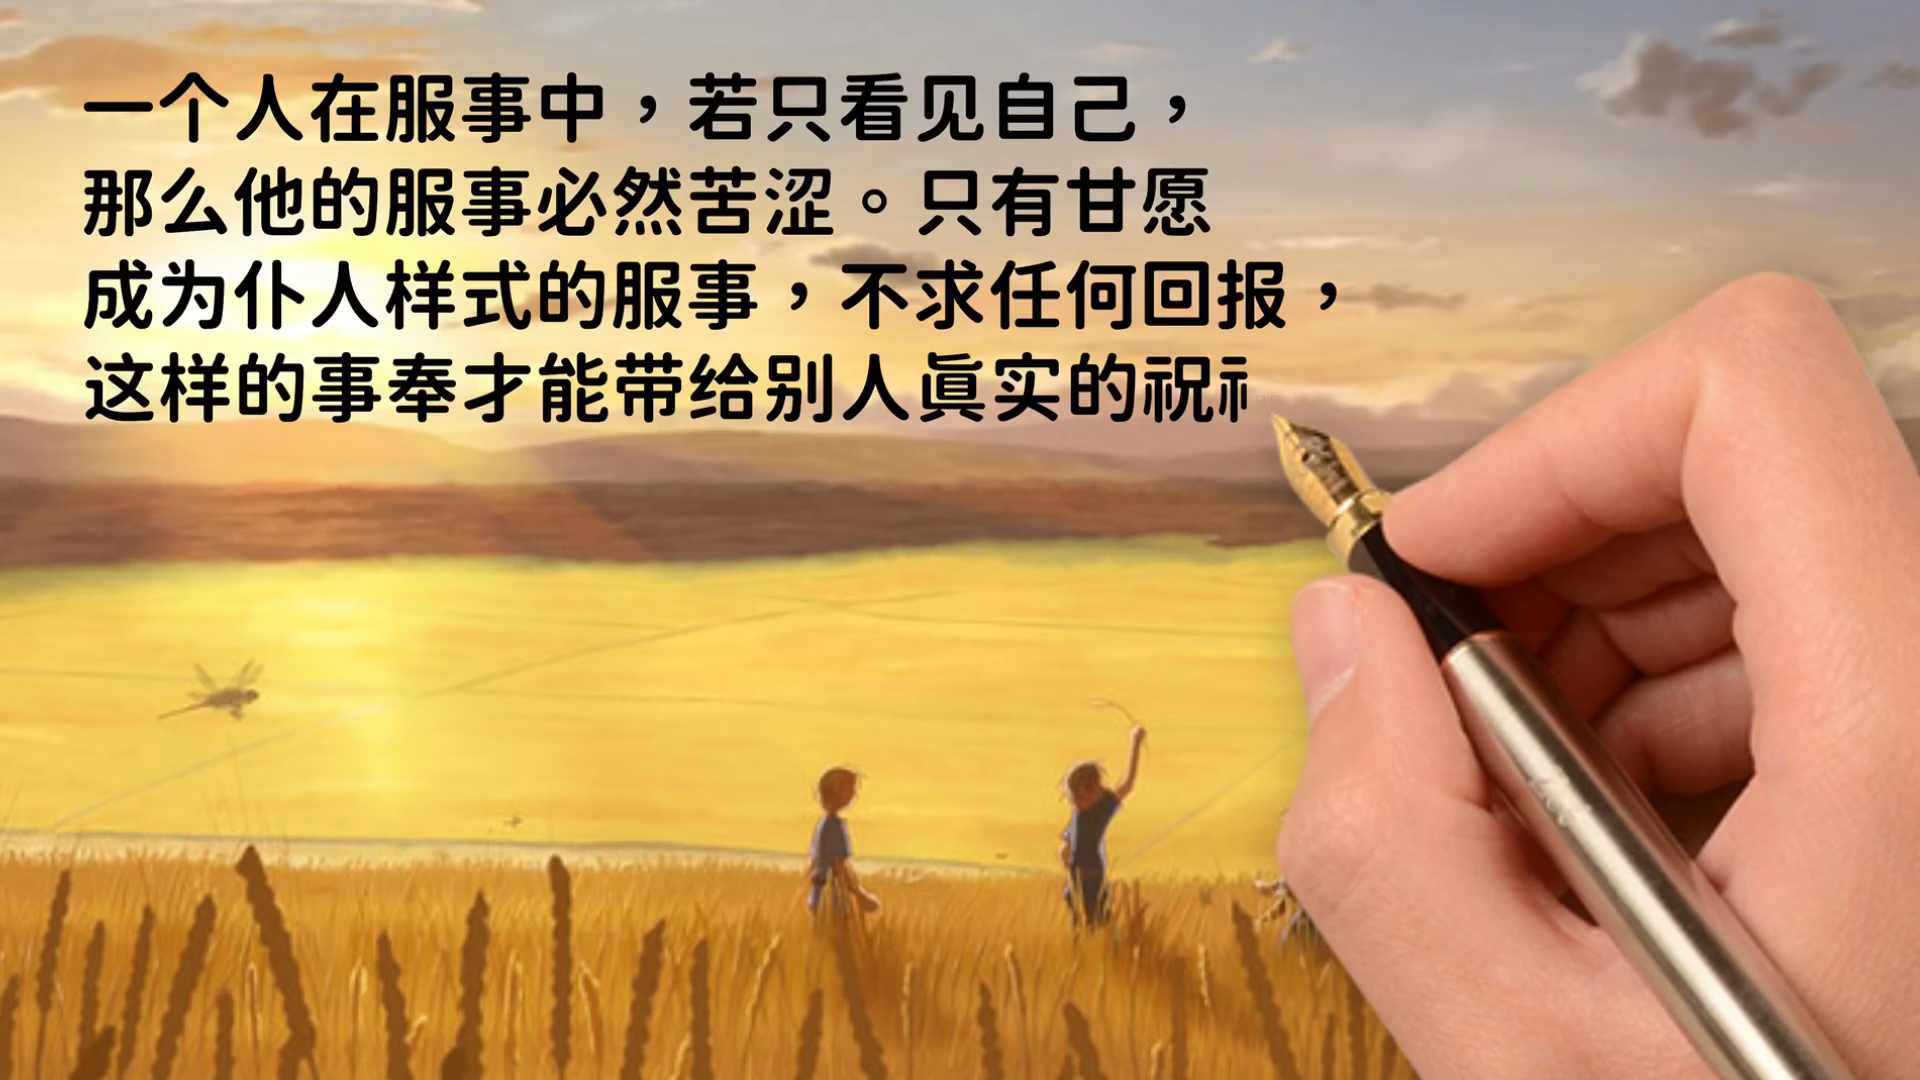 一个人在服事中，若只看见自己，
那么他的服事必然苦涩。只有甘愿
成为仆人样式的服事，不求任何回报，
这样的事奉才能带给别人眞实的祝